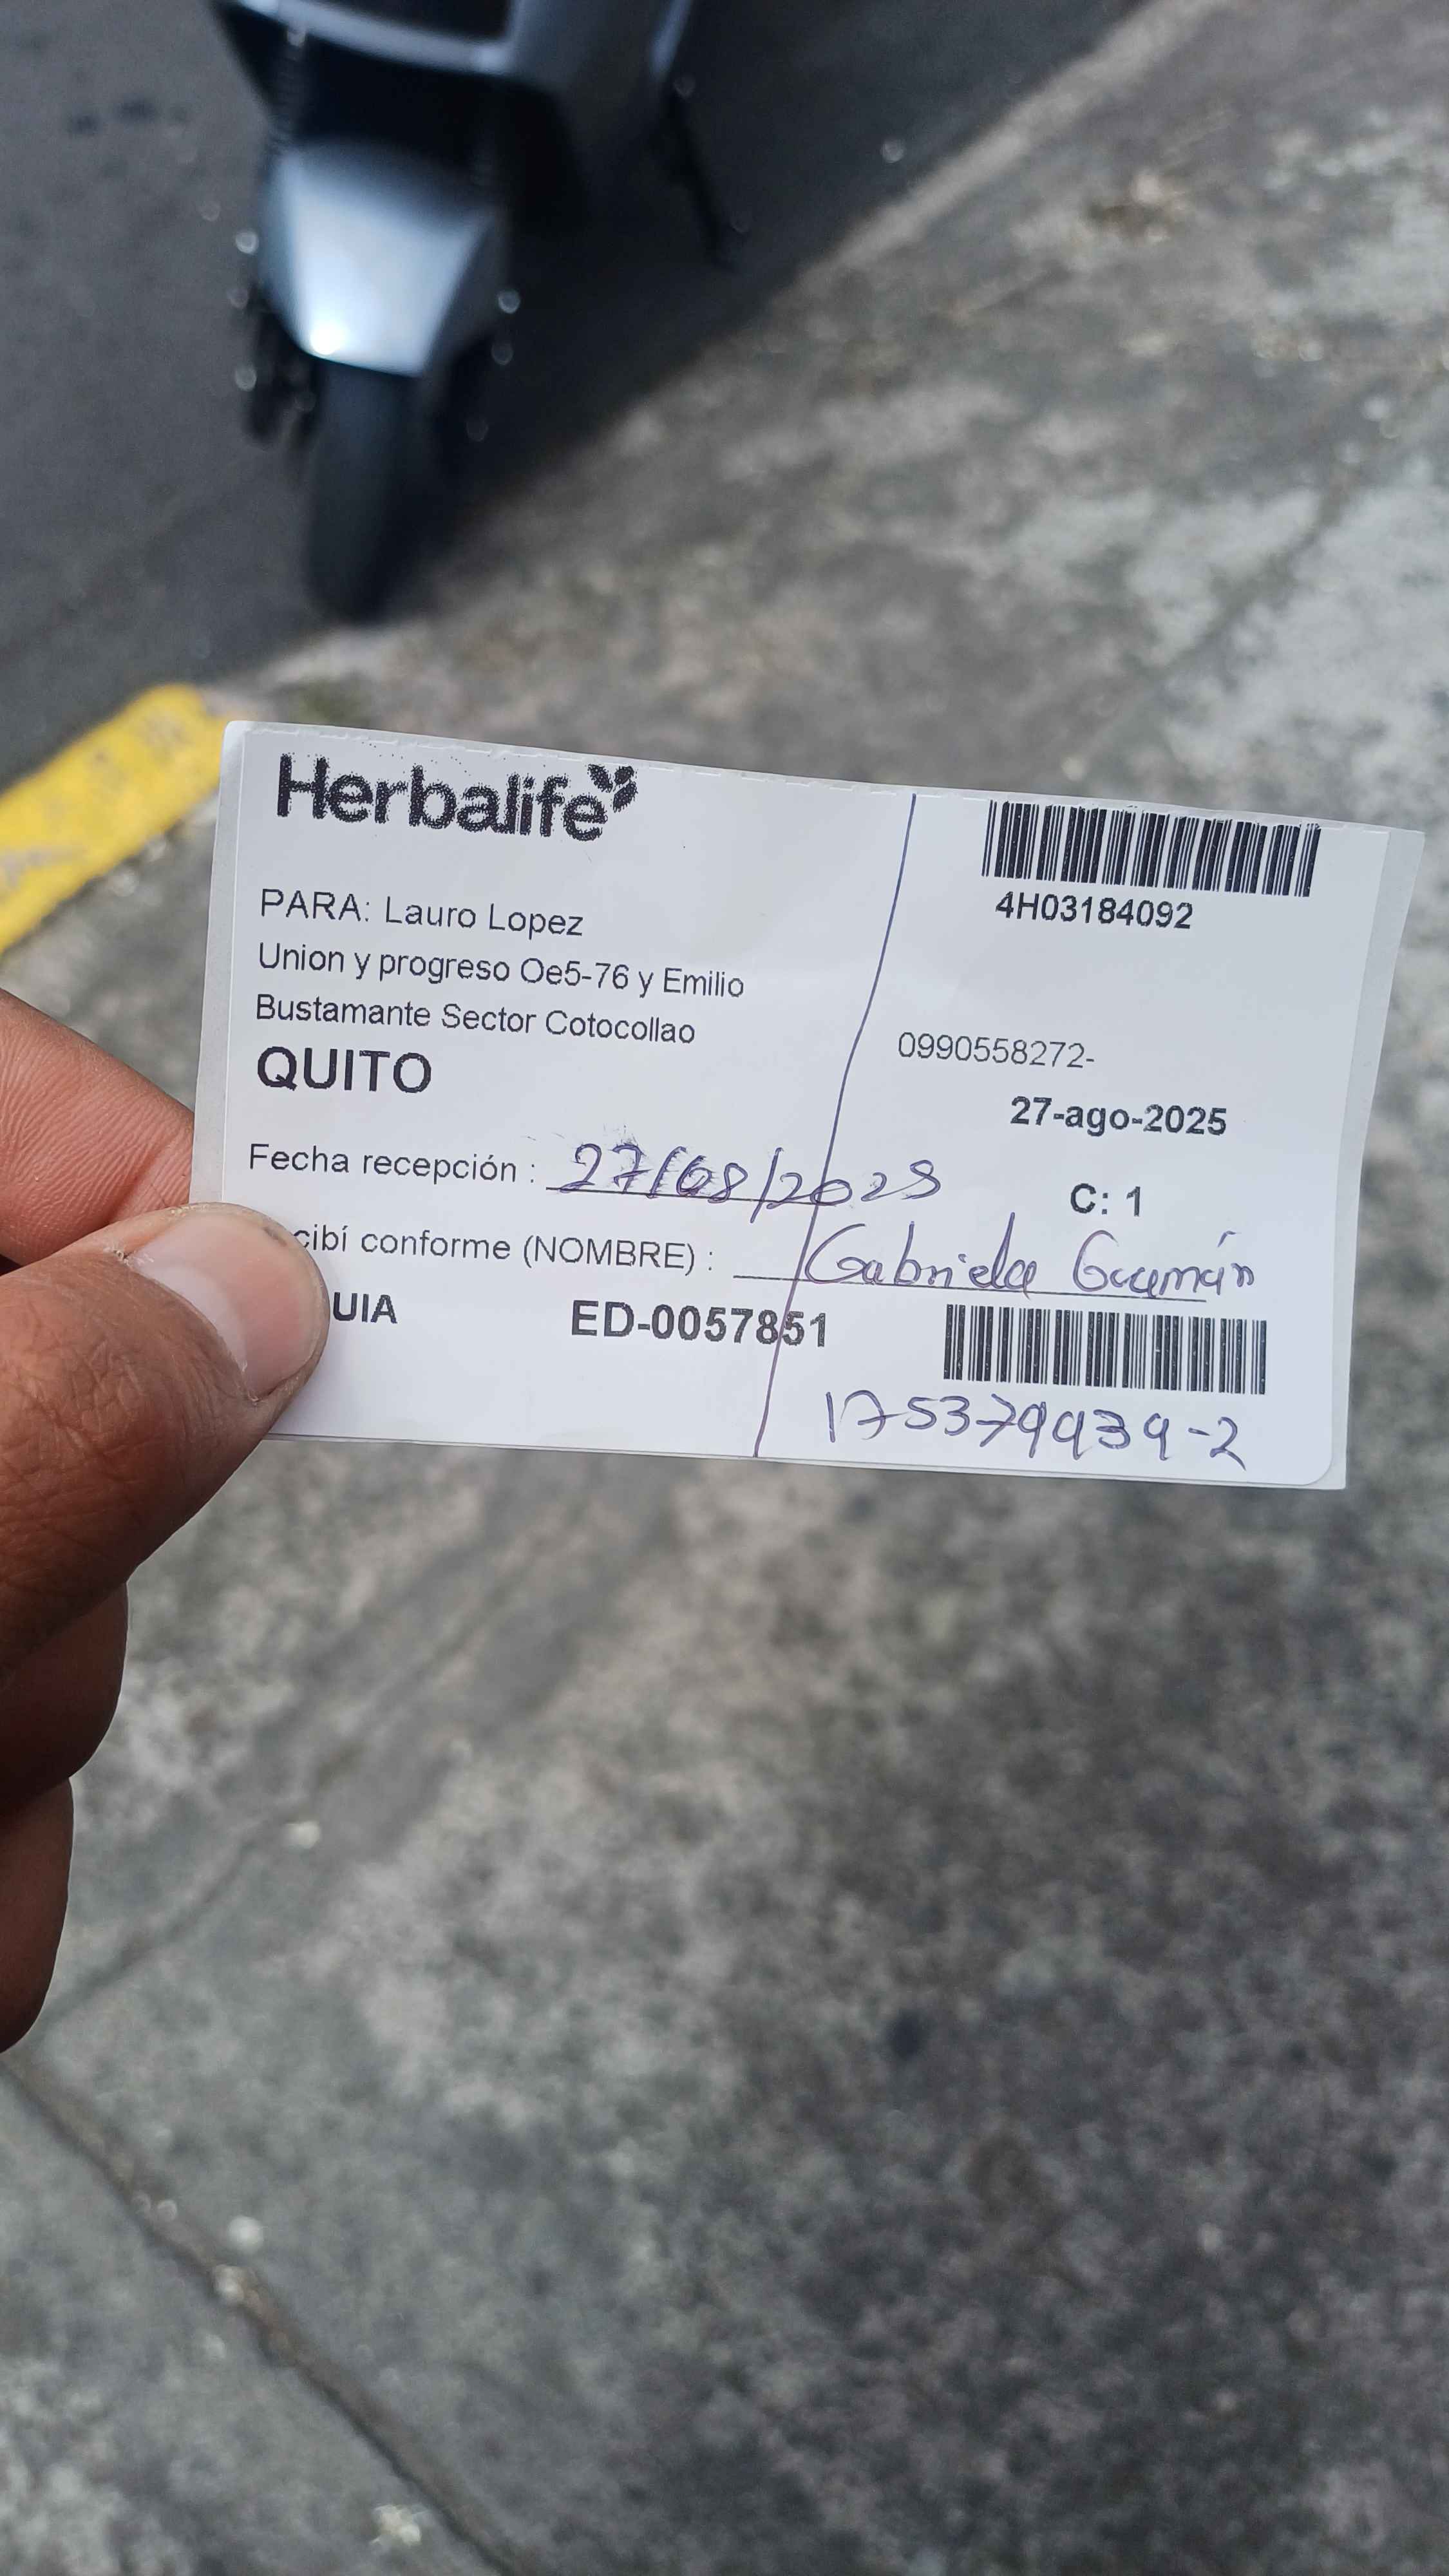 Herbalife
4H03184092
PARA: Lauro Lopez
Union y progreso Oe5-76 y Emilio
Bustamante Sector Cotocollao
QUITO
0990558272-
27-ago-2025
Fecha recepción : 27/08/2025
C: 1
cibí conforme (NOMBRE) : Gabriela Guzmán
UIA ED-0057851
175379939-2